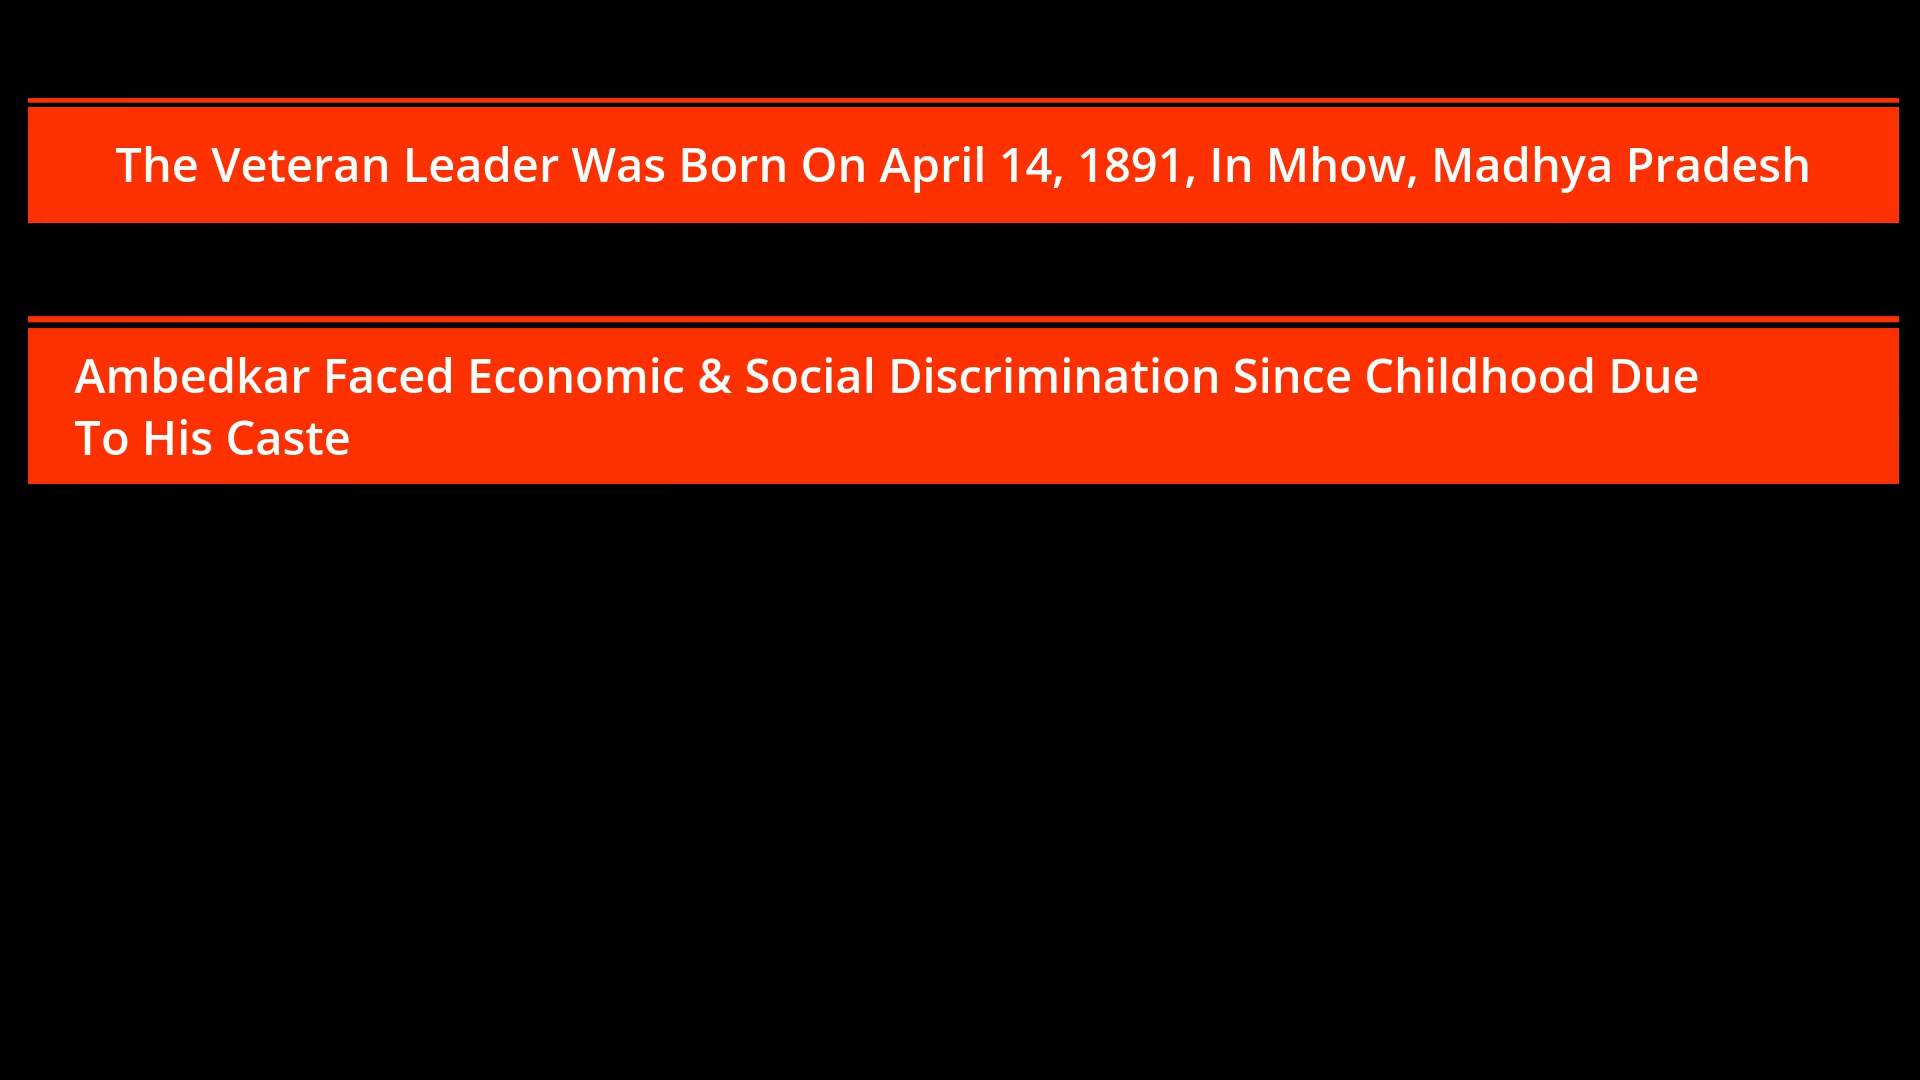 The Veteran Leader Was Born On April 14, 1891, In Mhow, Madhya Pradesh
Ambedkar Faced Economic & Social Discrimination Since Childhood Due
To His Caste